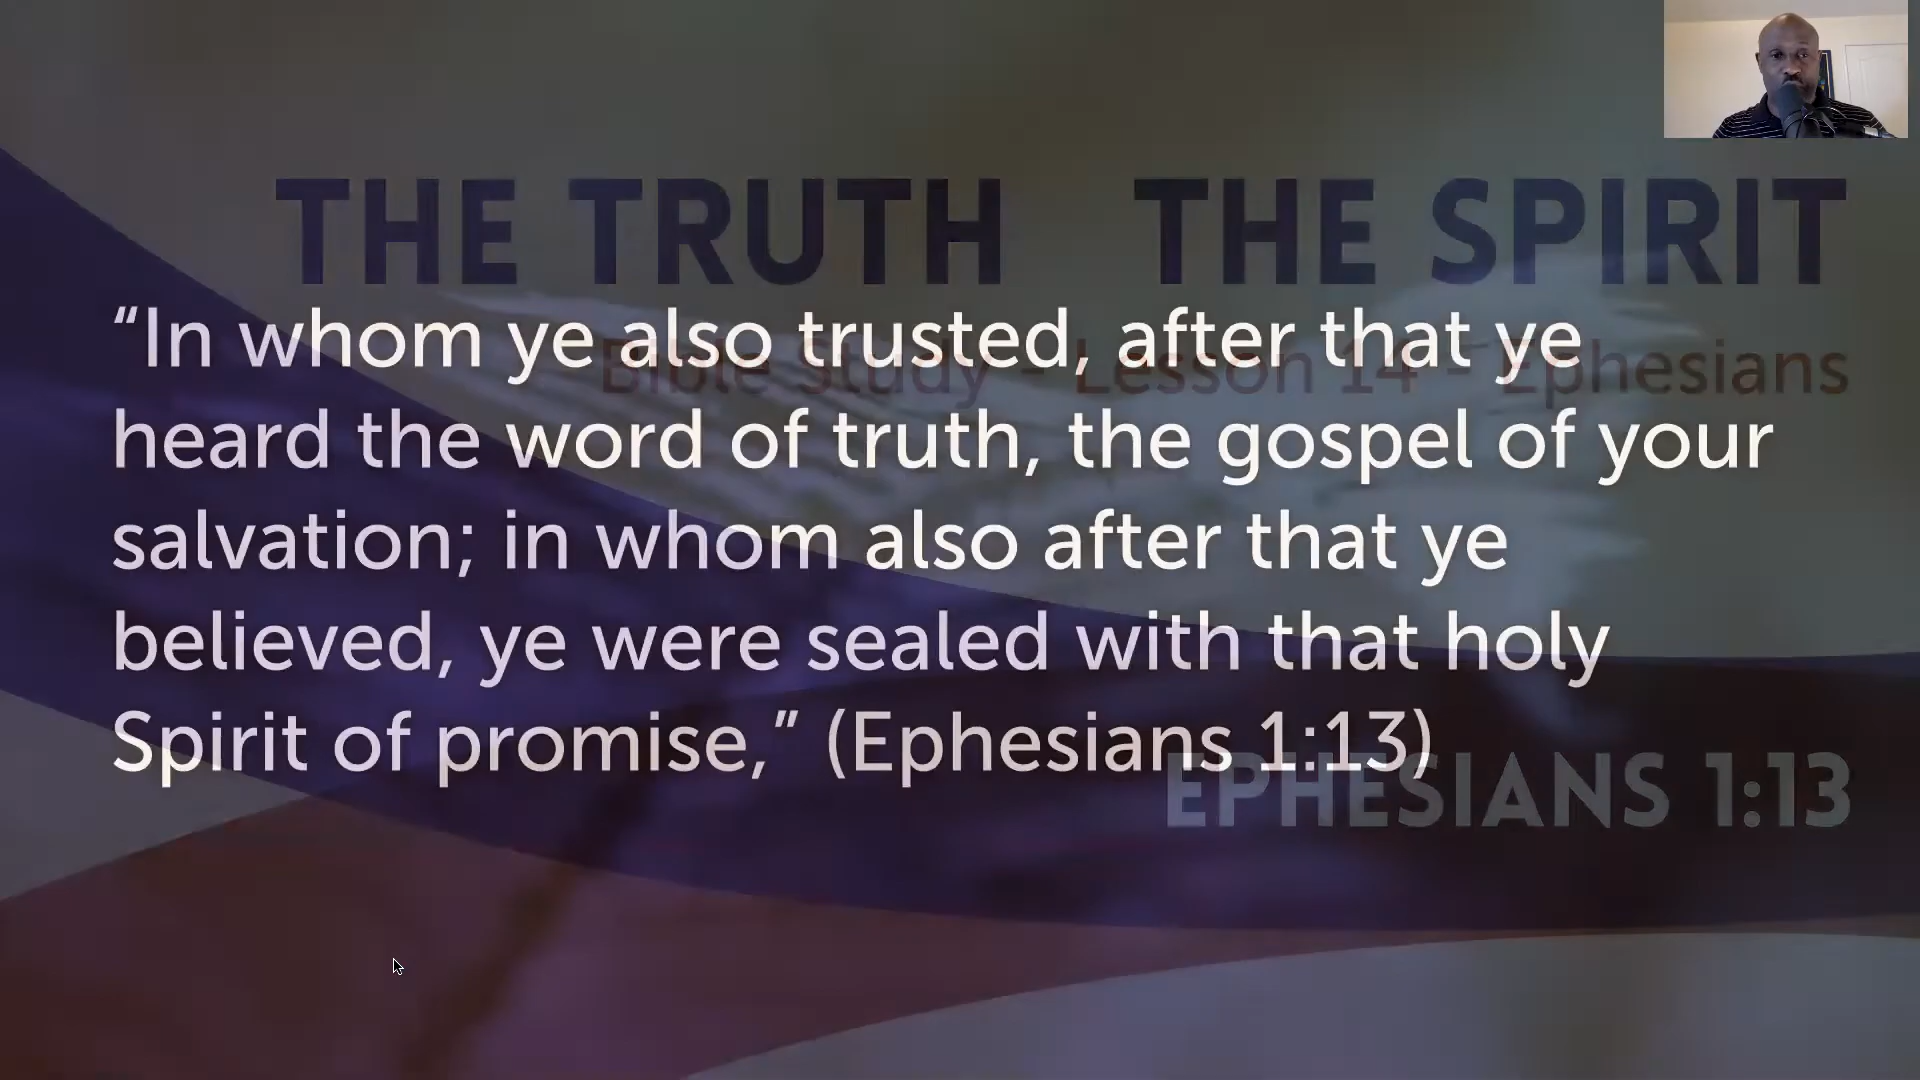 THE TRUTH THE SPIRIT
Bible Study - Lesson 14 - Ephesians
“In whom ye also trusted, after that ye
heard the word of truth, the gospel of your
salvation; in whom also after that ye
believed, ye were sealed with that holy
Spirit of promise,” (Ephesians 1:13)
EPHESIANS 1:13